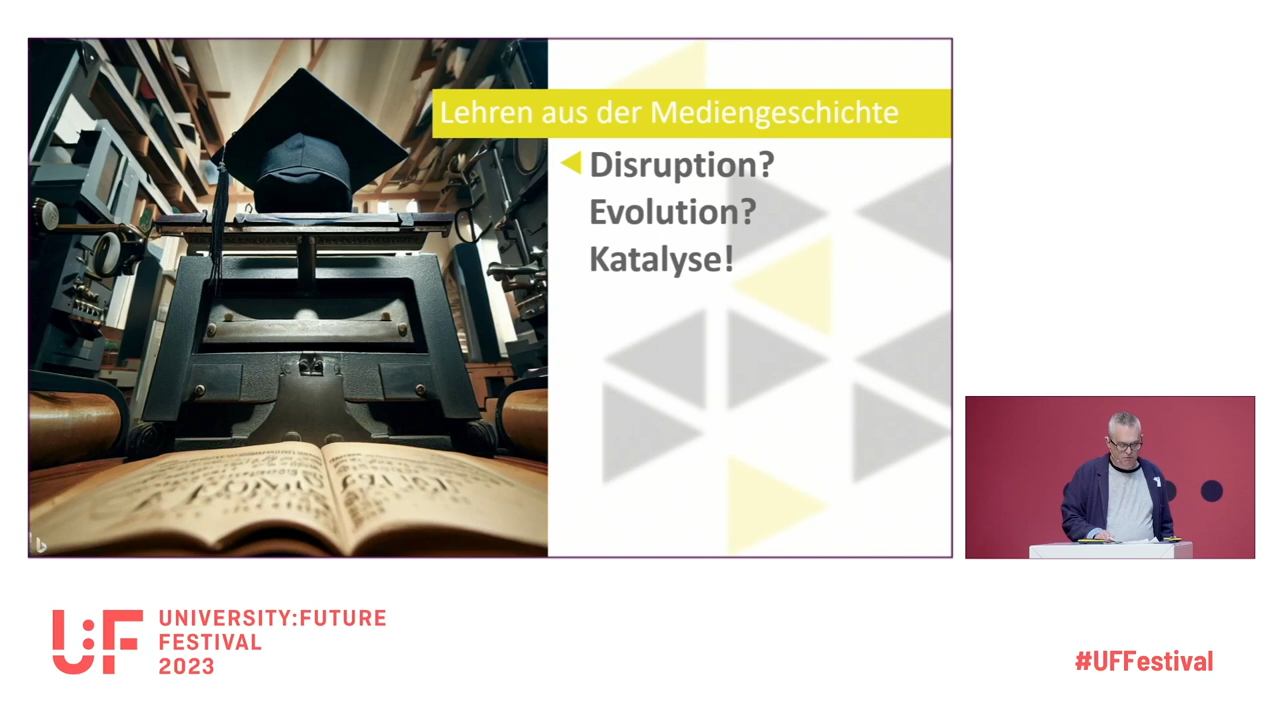 Lehren aus der Mediengeschichte
Disruption?
Evolution?
Katalyse!
U:F
UNIVERSITY:FUTURE
FESTIVAL
2023
#UFFestival